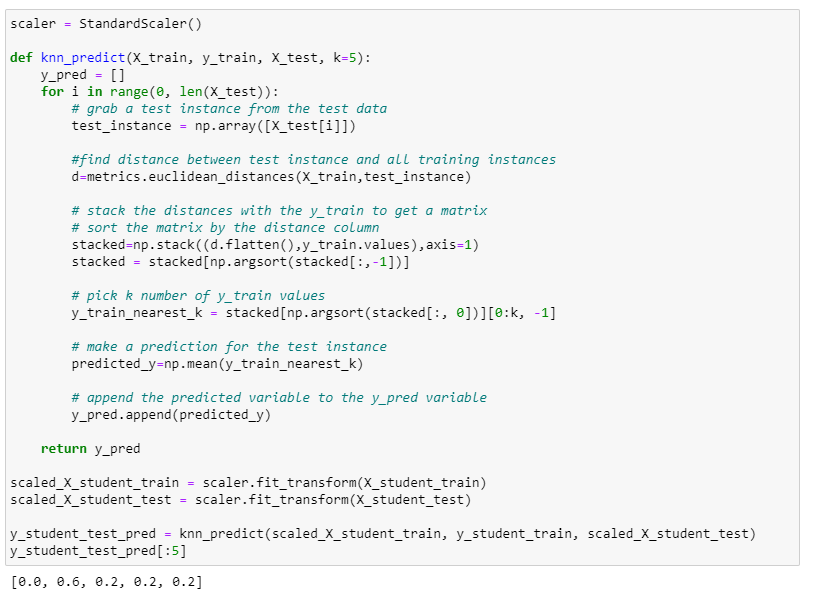 scaler = StandardScaler()
def knn_predict(X_train, y_train, X_test, k=5):
    y_pred = []
    for i in range(0, len(X_test)):
        # grab a test instance from the test data
        test_instance = np.array([X_test[i]])
        #find distance between test instance and all training instances
        d=metrics.euclidean_distances(X_train,test_instance)
        # stack the distances with the y_train to get a matrix
        # sort the matrix by the distance column
        stacked=np.stack((d.flatten(),y_train.values),axis=1)
        stacked = stacked[np.argsort(stacked[:,-1])]
        # pick k number of y_train values
        y_train_nearest_k = stacked[np.argsort(stacked[:, 0])][0:k, -1]
        # make a prediction for the test instance
        predicted_y=np.mean(y_train_nearest_k)
        # append the predicted variable to the y_pred variable
        y_pred.append(predicted_y)
    return y_pred
scaled_X_student_train = scaler.fit_transform(X_student_train)
scaled_X_student_test = scaler.fit_transform(X_student_test)
y_student_test_pred = knn_predict(scaled_X_student_train, y_student_train, scaled_X_student_test)
y_student_test_pred[:5]
[0.0, 0.6, 0.2, 0.2, 0.2]